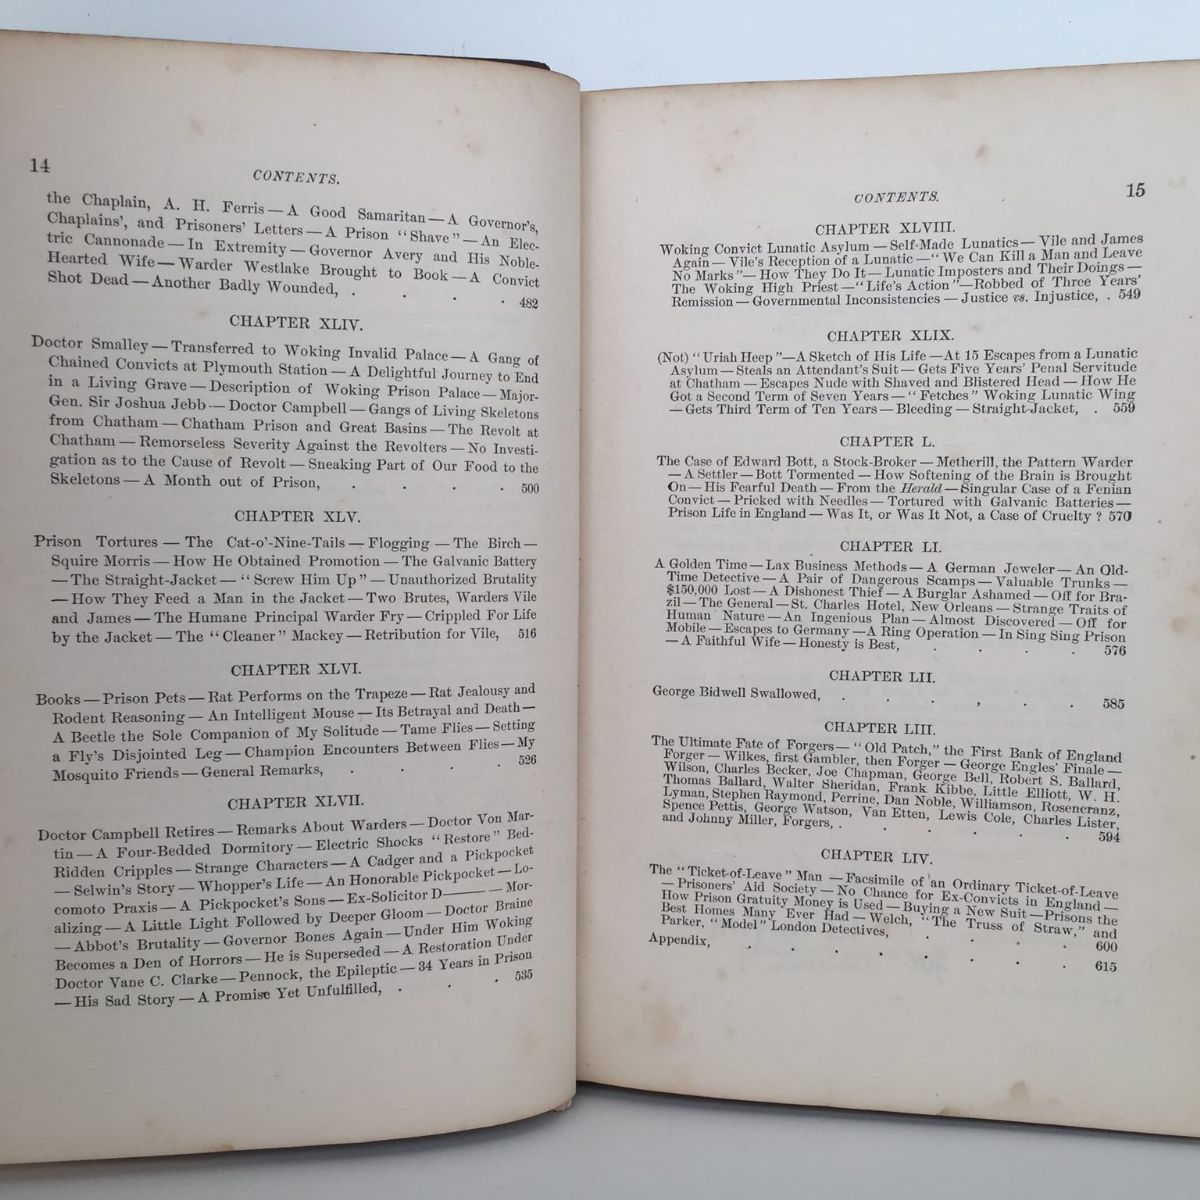 14
CONTENTS.
the Chaplain, A. H. Ferris — A Good Samaritan — A Governor's,
Chaplains', and Prisoners' Letters — A Prison "Shave" — An Elec-
tric Cannonade — In Extremity — Governor Avery and His Noble-
Hearted Wife — Warder Westlake Brought to Book — A Convict
Shot Dead — Another Badly Wounded, . . . . 482
CHAPTER XLIV.
Doctor Smalley — Transferred to Woking Invalid Palace — A Gang of
Chained Convicts at Plymouth Station — A Delightful Journey to End
in a Living Grave — Description of Woking Prison Palace — Major-
Gen. Sir Joshua Jebb — Doctor Campbell — Gangs of Living Skeletons
from Chatham — Chatham Prison and Great Basins — The Revolt at
Chatham — Remorseless Severity Against the Revolters — No Investi-
gation as to the Cause of Revolt — Sneaking Part of Our Food to the
Skeletons — A Month out of Prison, . . . . 500
CHAPTER XLV.
Prison Tortures — The Cat-o'-Nine-Tails — Flogging — The Birch —
Squire Morris — How He Obtained Promotion — The Galvanic Battery
— The Straight-Jacket — "Screw Him Up" — Unauthorized Brutality
— How They Feed a Man in the Jacket — Two Brutes, Warders Vile
and James — The Humane Principal Warder Fry — Crippled For Life
by the Jacket — The "Cleaner" Mackey — Retribution for Vile, 516
CHAPTER XLVI.
Books — Prison Pets — Rat Performs on the Trapeze — Rat Jealousy and
Rodent Reasoning — An Intelligent Mouse — Its Betrayal and Death —
A Beetle the Sole Companion of My Solitude — Tame Flies — Setting
a Fly's Disjointed Leg — Champion Encounters Between Flies — My
Mosquito Friends — General Remarks, . . . . 526
CHAPTER XLVII.
Doctor Campbell Retires — Remarks About Warders — Doctor Von Mar-
tin — A Four-Bedded Dormitory — Electric Shocks "Restore" Bed-
Ridden Cripples — Strange Characters — A Cadger and a Pickpocket
— Selwin's Story — Whopper's Life — An Honorable Pickpocket — Lo-
comoto Praxis — A Pickpocket's Sons — Ex-Solicitor D——— — Mor-
alizing — A Little Light Followed by Deeper Gloom — Doctor Braine
— Abbot's Brutality — Governor Bones Again — Under Him Woking
Becomes a Den of Horrors — He is Superseded — A Restoration Under
Doctor Vane C. Clarke — Pennock, the Epileptic — 34 Years in Prison
— His Sad Story — A Promise Yet Unfulfilled, . . . 535
CONTENTS.
15
CHAPTER XLVIII.
Woking Convict Lunatic Asylum — Self-Made Lunatics — Vile and James
Again — Vile's Reception of a Lunatic — "We Can Kill a Man and Leave
No Marks" — How They Do It — Lunatic Imposters and Their Doings —
The Woking High Priest — "Life's Action" — Robbed of Three Years'
Remission — Governmental Inconsistencies — Justice vs. Injustice, . 549
CHAPTER XLIX.
(Not) "Uriah Heep" — A Sketch of His Life — At 15 Escapes from a Lunatic
Asylum — Steals an Attendant's Suit — Gets Five Years' Penal Servitude
at Chatham — Escapes Nude with Shaved and Blistered Head — How He
Got a Second Term of Seven Years — "Fetches" Woking Lunatic Wing
— Gets Third Term of Ten Years — Bleeding — Straight-Jacket, . 559
CHAPTER L.
The Case of Edward Bott, a Stock-Broker — Metherill, the Pattern Warder
— A Settler — Bott Tormented — How Softening of the Brain is Brought
On — His Fearful Death — From the Herald — Singular Case of a Fenian
Convict — Pricked with Needles — Tortured with Galvanic Batteries —
Prison Life in England — Was It, or Was It Not, a Case of Cruelty ? 570
CHAPTER LI.
A Golden Time — Lax Business Methods — A German Jeweler — An Old-
Time Detective — A Pair of Dangerous Scamps — Valuable Trunks —
$150,000 Lost — A Dishonest Thief — A Burglar Ashamed — Off for Bra-
zil — The General — St. Charles Hotel, New Orleans — Strange Traits of
Human Nature — An Ingenious Plan — Almost Discovered — Off for
Mobile — Escapes to Germany — A Ring Operation — In Sing Sing Prison
— A Faithful Wife — Honesty is Best, . . . . 576
CHAPTER LII.
George Bidwell Swallowed, . . . , . . 585
CHAPTER LIII.
The Ultimate Fate of Forgers — "Old Patch," the First Bank of England
Forger — Wilkes, first Gambler, then Forger — George Engles' Finale —
Wilson, Charles Becker, Joe Chapman, George Bell, Robert S. Ballard,
Thomas Ballard, Walter Sheridan, Frank Kibbe, Little Elliott, W. H.
Lyman, Stephen Raymond, Perrine, Dan Noble, Williamson, Rosencranz,
Spence Pettis, George Watson, Van Etten, Lewis Cole, Charles Lister,
and Johnny Miller, Forgers, . . . . . . 594
CHAPTER LIV.
The "Ticket-of-Leave" Man — Facsimile of an Ordinary Ticket-of-Leave
— Prisoners' Aid Society — No Chance for Ex-Convicts in England —
How Prison Gratuity Money is Used — Buying a New Suit — Prisons the
Best Homes Many Ever Had — Welch, "The Truss of Straw," and
Parker, "Model" London Detectives, . . . . 600
Appendix, . . . . . . . 615